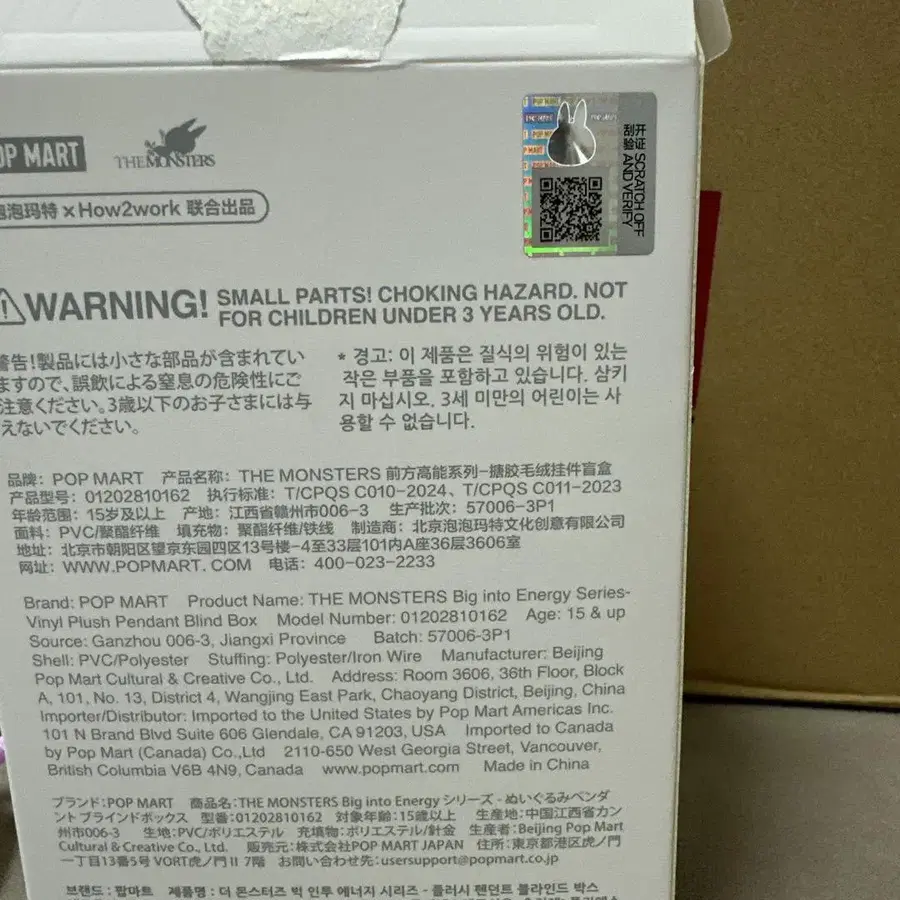 OP MART
THE MONSTERS
泡泡玛特 × How2work 联合出品
开启 刮验
SCRATCH OFF
AND VERIFY
POP MART
WARNING! SMALL PARTS! CHOKING HAZARD. NOT
FOR CHILDREN UNDER 3 YEARS OLD.
警告!製品には小さな部品が含まれてい
ますので、誤飲による窒息の危険性にご
注意ください。3歳以下のお子さまには与
えないでください。
* 경고: 이 제품은 질식의 위험이 있는
작은 부품을 포함하고 있습니다. 삼키
지 마십시오. 3세 미만의 어린이는 사
용할 수 없습니다.
品牌: POP MART 产品名称: THE MONSTERS 前方高能系列-搪胶毛绒挂件盲盒
产品型号: 01202810162 执行标准: T/CPQS C010-2024、T/CPQS C011-2023
年龄范围: 15岁及以上 产地: 江西省赣州市006-3 生产批次: 57006-3P1
面料: PVC/聚酯纤维 填充物: 聚酯纤维/铁线 制造商: 北京泡泡玛特文化创意有限公司
地址: 北京市朝阳区望京东园四区13号楼-4至33层101内A座36层3606室
网址: WWW.POPMART. COM 电话: 400-023-2233
Brand: POP MART Product Name: THE MONSTERS Big into Energy Series-
Vinyl Plush Pendant Blind Box Model Number: 01202810162 Age: 15 & up
Source: Ganzhou 006-3, Jiangxi Province Batch: 57006-3P1
Shell: PVC/Polyester Stuffing: Polyester/Iron Wire Manufacturer: Beijing
Pop Mart Cultural & Creative Co., Ltd. Address: Room 3606, 36th Floor, Block
A, 101, No. 13, District 4, Wangjing East Park, Chaoyang District, Beijing, China
Importer/Distributor: Imported to the United States by Pop Mart Americas Inc.
101 N Brand Blvd Suite 606 Glendale, CA 91203, USA Imported to Canada
by Pop Mart (Canada) Co.,Ltd 2110-650 West Georgia Street, Vancouver,
British Columbia V6B 4N9, Canada www.popmart.com Made in China
ブランド:POP MART 商品名:THE MONSTERS Big into Energy シリーズ - ぬいぐるみペンダ
ント ブラインドボックス 型番:01202810162 対象年齢:15歳以上 生産地:中国江西省カン
州市006-3 生地:PVC/ポリエステル 充填物:ポリエステル/針金 生産者:Beijing Pop Mart
Cultural & Creative Co., Ltd. 販売元:株式会社POP MART JAPAN 住所:東京都港区虎ノ門
一丁目13番5号 VORT虎ノ門 II 7階 お問い合わせ先:usersupport@popmart.co.jp
브랜드 : 팝마트 제품명 : 더 몬스터즈 빅 인투 에너지 시리즈 - 플러시 펜던트 블라인드 박스